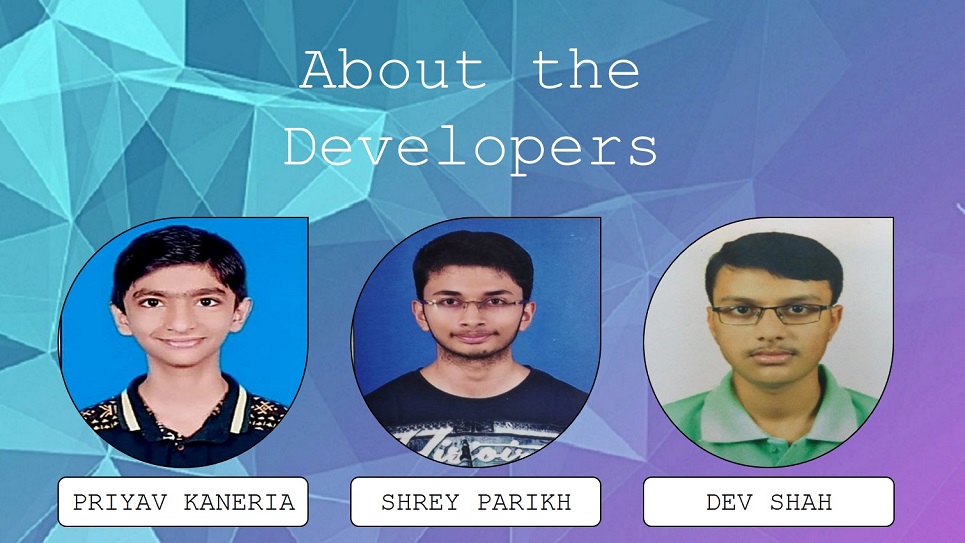 About the
Developers
PRIYAV KANERIA
SHREY PARIKH
DEV SHAH